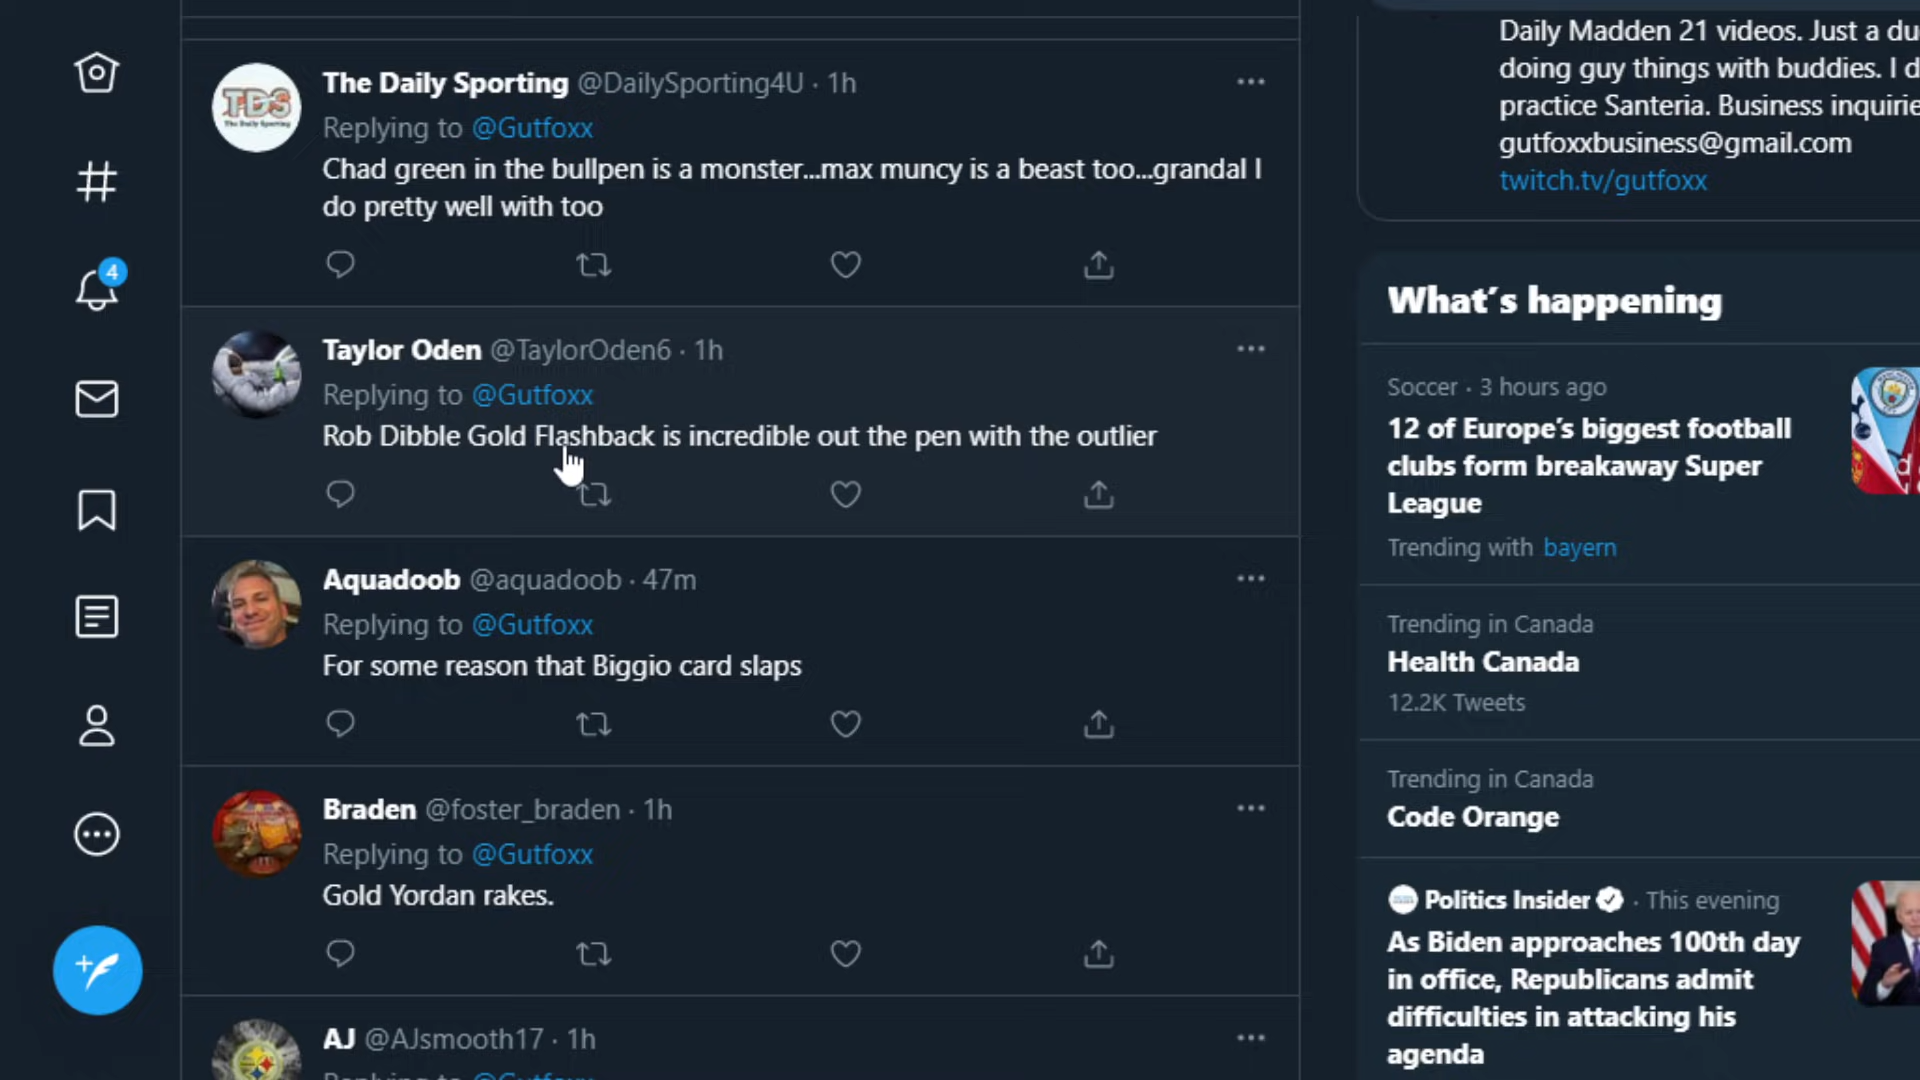 The Daily Sporting @DailySporting4U · 1h
Replying to @Gutfoxx
Chad green in the bullpen is a monster...max muncy is a beast too...grandal I
do pretty well with too
TDS
The Daily Sporting
4
Taylor Oden @TaylorOden6 · 1h
Replying to @Gutfoxx
Rob Dibble Gold Flashback is incredible out the pen with the outlier
Aquadoob @aquadoob · 47m
Replying to @Gutfoxx
For some reason that Biggio card slaps
Braden @foster_braden · 1h
Replying to @Gutfoxx
Gold Yordan rakes.
AJ @AJsmooth17 · 1h
Replying to @Gutfoxx
Daily Madden 21 videos. Just a
doing guy things with buddies. I
practice Santeria. Business
gutfoxxbusiness@gmail.com
twitch.tv/gutfoxx
What's happening
Soccer · 3 hours ago
12 of Europe's biggest football
clubs form breakaway Super
League
Trending with bayern
Trending in Canada
Health Canada
12.2K Tweets
Trending in Canada
Code Orange
Politics Insider · This evening
As Biden approaches 100th day
in office, Republicans admit
difficulties in attacking his
agenda